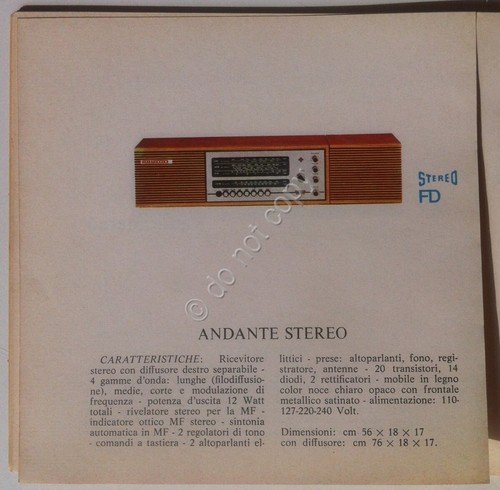 STEREO
FD
© do not copy
ANDANTE STEREO
CARATTERISTICHE: Ricevitore
stereo con diffusore destro separabile -
4 gamme d'onda: lunghe (filodiffusio-
ne), medie, corte e modulazione di
frequenza - potenza d'uscita 12 Watt
totali - rivelatore stereo per la MF -
indicatore ottico MF stereo - sintonia
automatica in MF - 2 regolatori di tono
- comandi a tastiera - 2 altoparlanti el-
littici - prese: altoparlanti, fono, regi-
stratore, antenne - 20 transistori, 14
diodi, 2 rettificatori - mobile in legno
color noce chiaro opaco con frontale
metallico satinato - alimentazione: 110-
127-220-240 Volt.
Dimensioni: cm 56 × 18 × 17
con diffusore: cm 76 × 18 × 17.